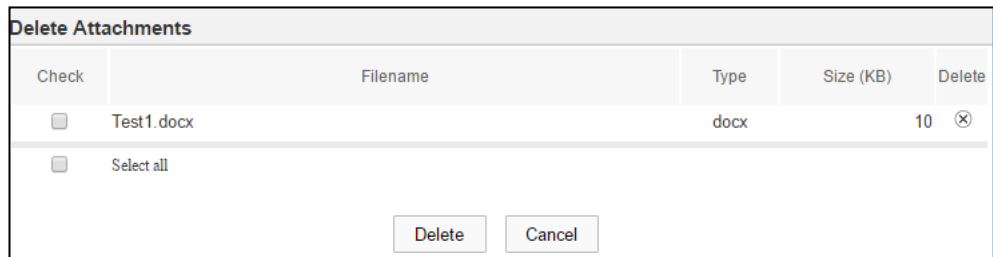 Delete Attachments
Check Filename Type Size (KB) Delete
Test1.docx docx 10
Select all
Delete Cancel